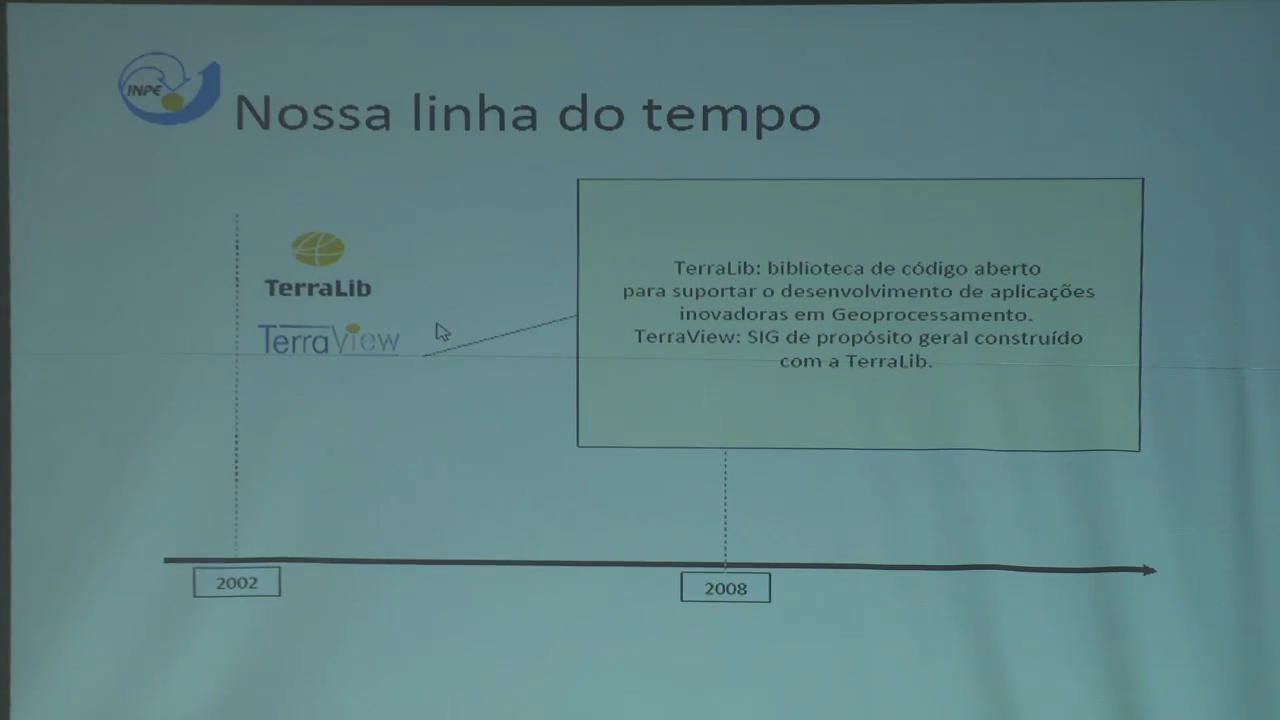 INPE
Nossa linha do tempo
TerraLib
TerraView
TerraLib: biblioteca de código aberto
para suportar o desenvolvimento de aplicações
inovadoras em Geoprocessamento.
TerraView: SIG de propósito geral construído
com a TerraLib.
2002
2008